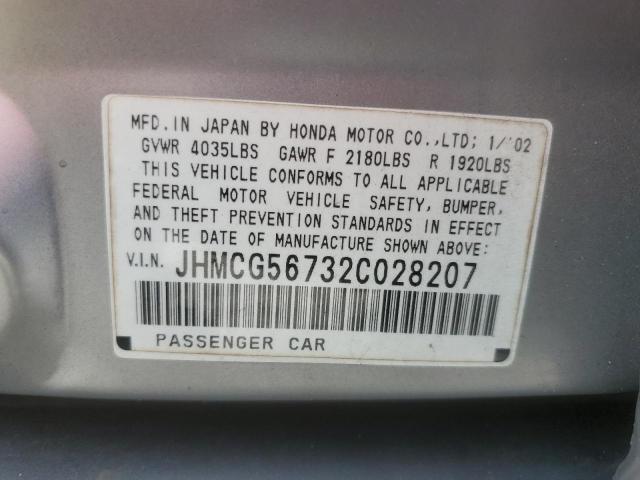 MFD.IN JAPAN BY HONDA MOTOR CO.,LTD; 1/'02
GVWR 4035LBS GAWR F 2180LBS R 1920LBS
THIS VEHICLE CONFORMS TO ALL APPLICABLE
FEDERAL MOTOR VEHICLE SAFETY, BUMPER,
AND THEFT PREVENTION STANDARDS IN EFFECT
ON THE DATE OF MANUFACTURE SHOWN ABOVE:
V.I.N. JHMCG56732C028207
PASSENGER CAR